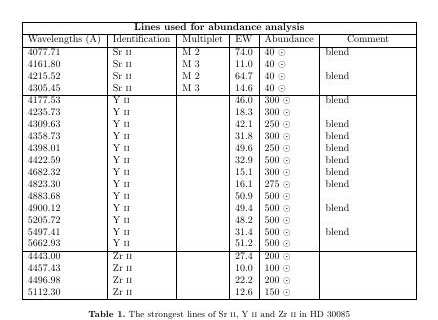 Lines used for abundance analysis
Wavelengths (Å) Identification Multiplet EW Abundance Comment
4077.71 Sr II M 2 74.0 40 ☉ blend
4161.80 Sr II M 3 11.0 40 ☉
4215.52 Sr II M 2 64.7 40 ☉ blend
4305.45 Sr II M 3 14.6 40 ☉
4177.53 Y II 46.0 300 ☉ blend
4235.73 Y II 18.3 300 ☉
4309.63 Y II 42.1 250 ☉ blend
4358.73 Y II 31.8 300 ☉ blend
4398.01 Y II 49.6 250 ☉ blend
4422.59 Y II 32.9 500 ☉ blend
4682.32 Y II 15.1 300 ☉ blend
4823.30 Y II 16.1 275 ☉ blend
4883.68 Y II 50.9 500 ☉
4900.12 Y II 49.4 500 ☉ blend
5205.72 Y II 48.2 500 ☉
5497.41 Y II 31.4 500 ☉ blend
5662.93 Y II 51.2 500 ☉
4443.00 Zr II 27.4 200 ☉
4457.43 Zr II 10.0 100 ☉
4496.98 Zr II 22.2 200 ☉
5112.30 Zr II 12.6 150 ☉
Table 1. The strongest lines of Sr II, Y II and Zr II in HD 30085